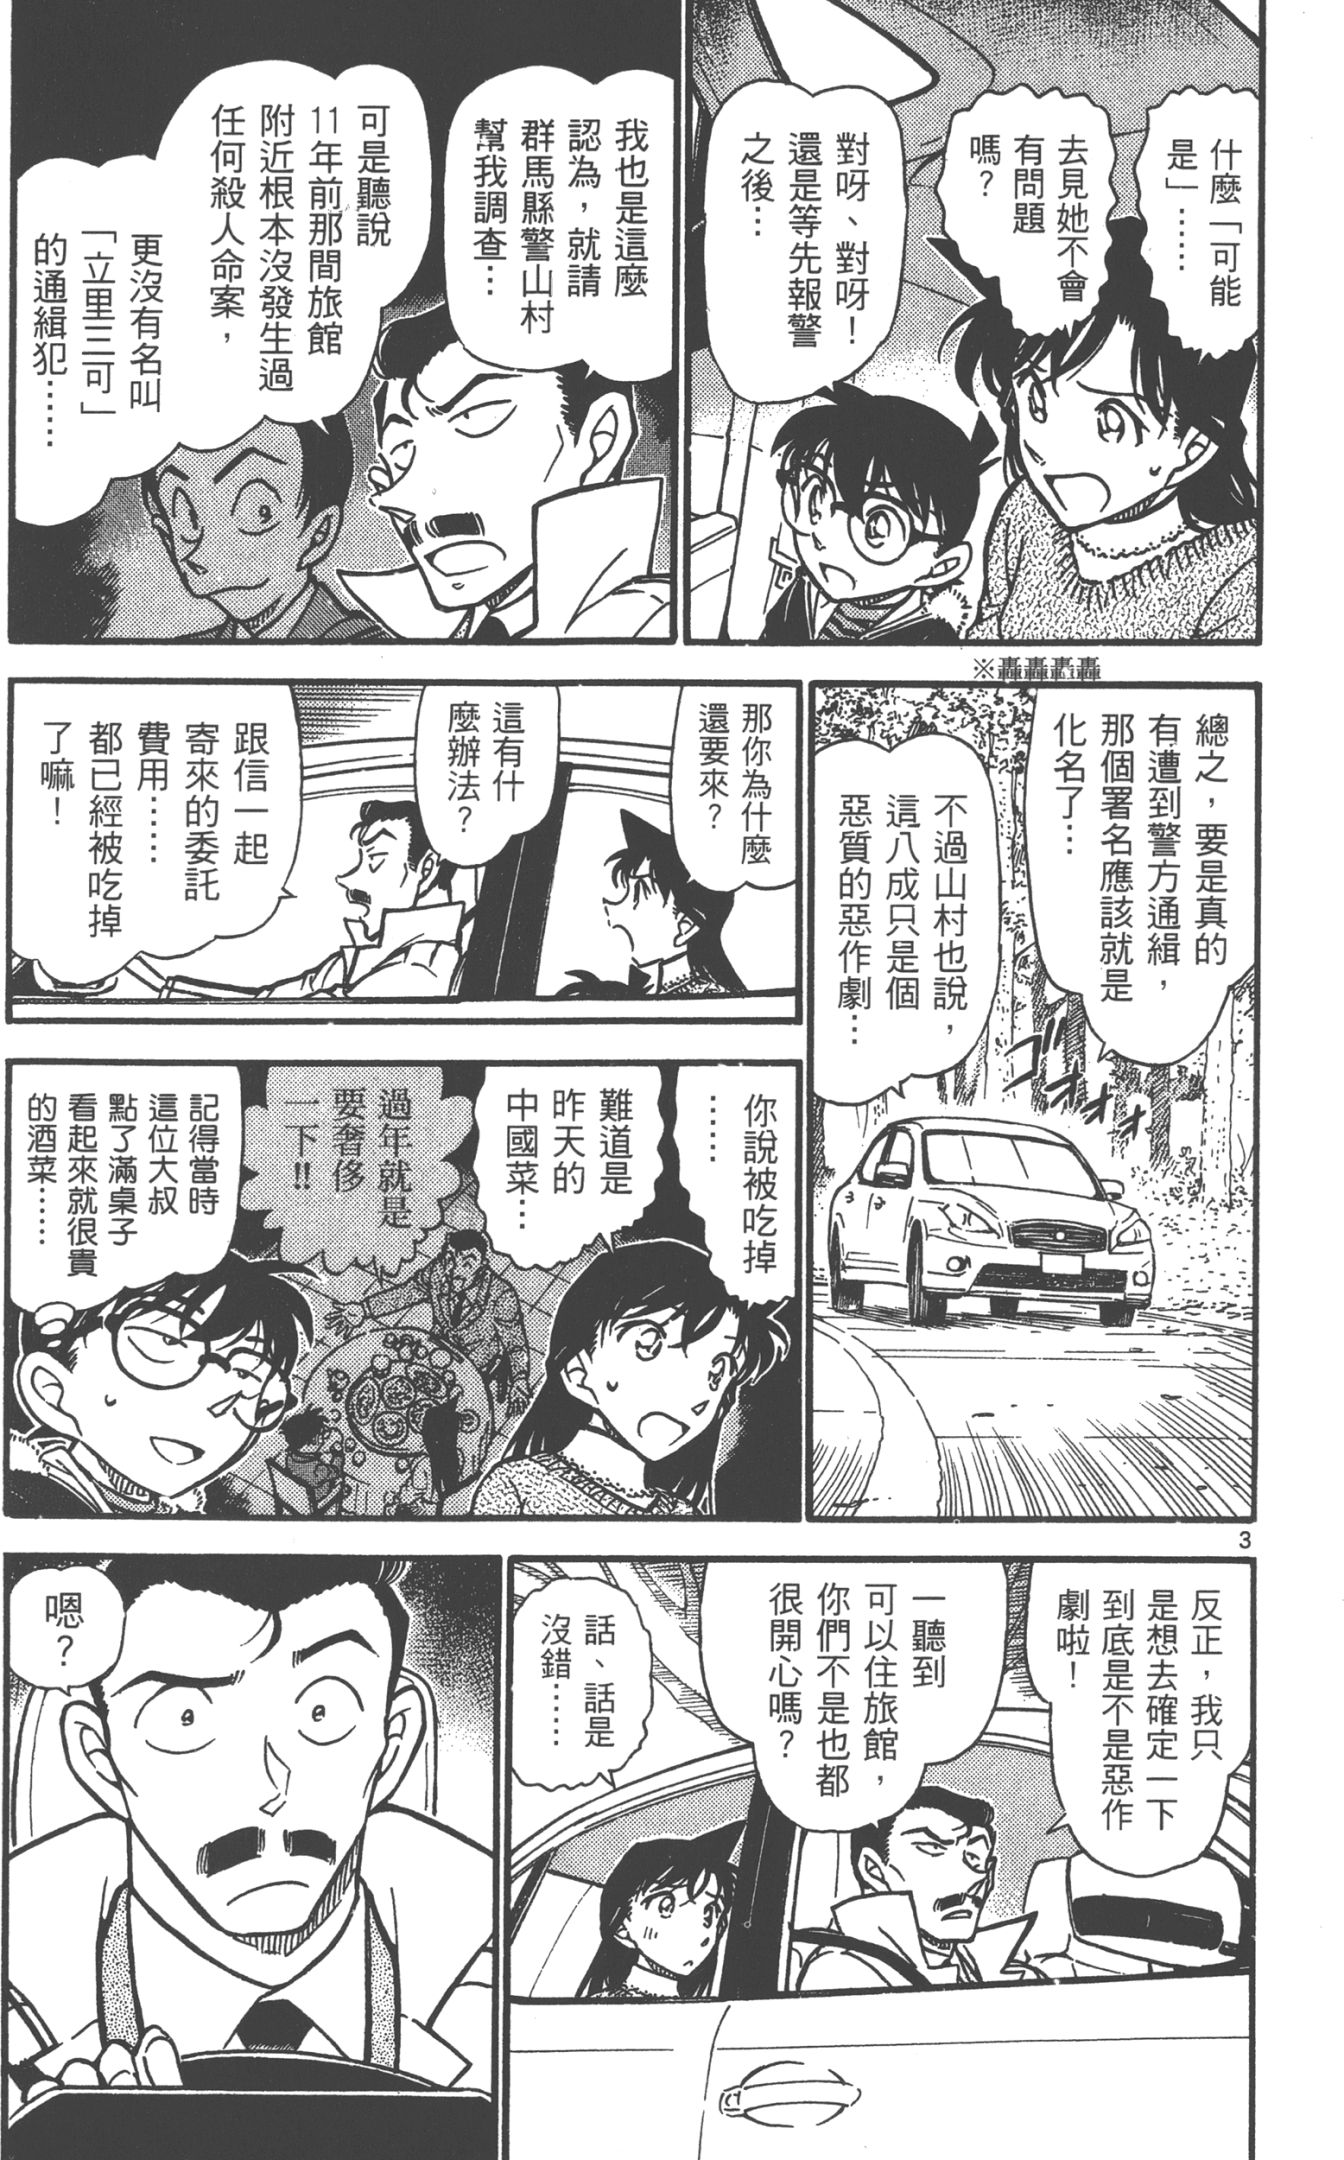 什麼「可能
是」……
去見她不會
有問題
嗎？
對呀、對呀！
還是等先報警
之後…
我也是這麼
認為，就請
群馬縣警山村
幫我調查…
可是聽說
11年前那間旅館
附近根本沒發生過
任何殺人命案，
更沒有名叫
「立里三可」
的通緝犯……
※轟轟轟轟
總之，要是真的
有遭到警方通緝，
那個署名應該就是
化名了…
不過山村也說，
這八成只是個
惡質的惡作劇…
ブオオオ
那你為什麼
還要來？
這有什
麼辦法？
跟信一起
寄來的委託
費用……
都已經被吃掉
了嘛！
你說被吃掉
……
難道是
昨天的
中國菜…
過年就是
要奢侈
一下!!
記得當時
這位大叔
點了滿桌子
看起來就很貴
的酒菜……
3
反正，我只
是想去確定一下
到底是不是惡作
劇啦！
一聽到
可以住旅館，
你們不是也都
很開心嗎？
話、話是
沒錯……
嗯？